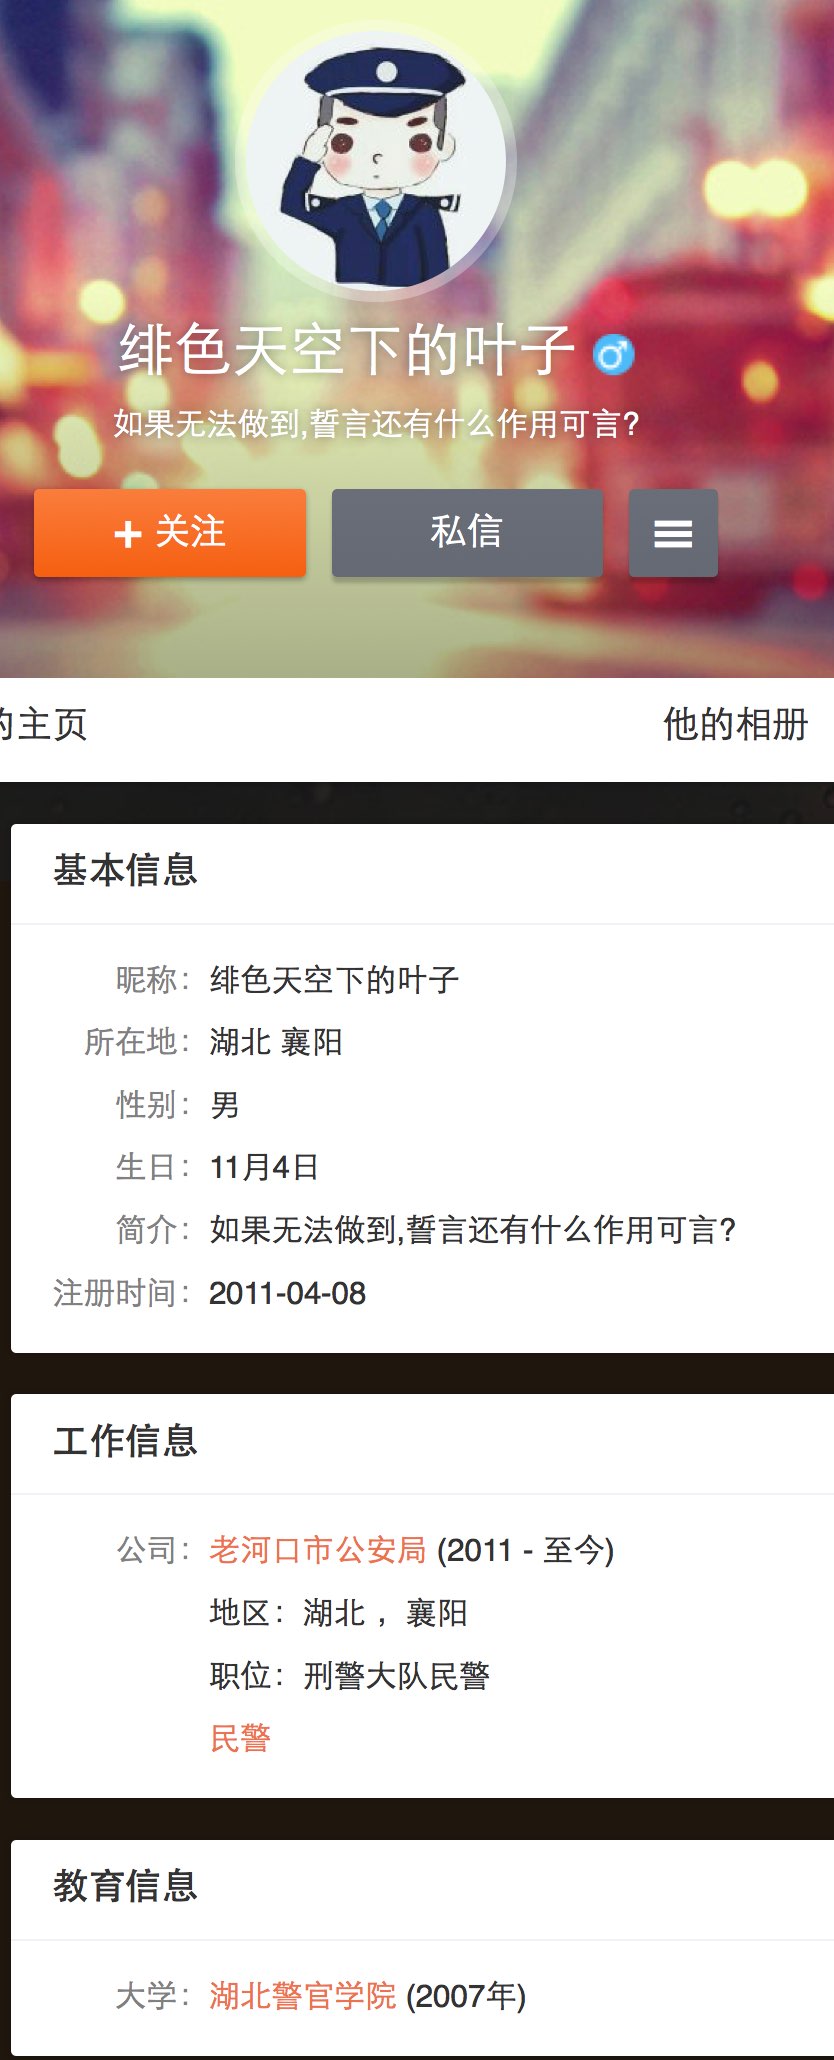 绯色天空下的叶子
如果无法做到,誓言还有什么作用可言?
+ 关注
私信
的主页
他的相册
基本信息
昵称: 绯色天空下的叶子
所在地: 湖北 襄阳
性别: 男
生日: 11月4日
简介: 如果无法做到,誓言还有什么作用可言?
注册时间: 2011-04-08
工作信息
公司: 老河口市公安局 (2011 - 至今)
地区: 湖北 ，襄阳
职位: 刑警大队民警
民警
教育信息
大学: 湖北警官学院 (2007年)